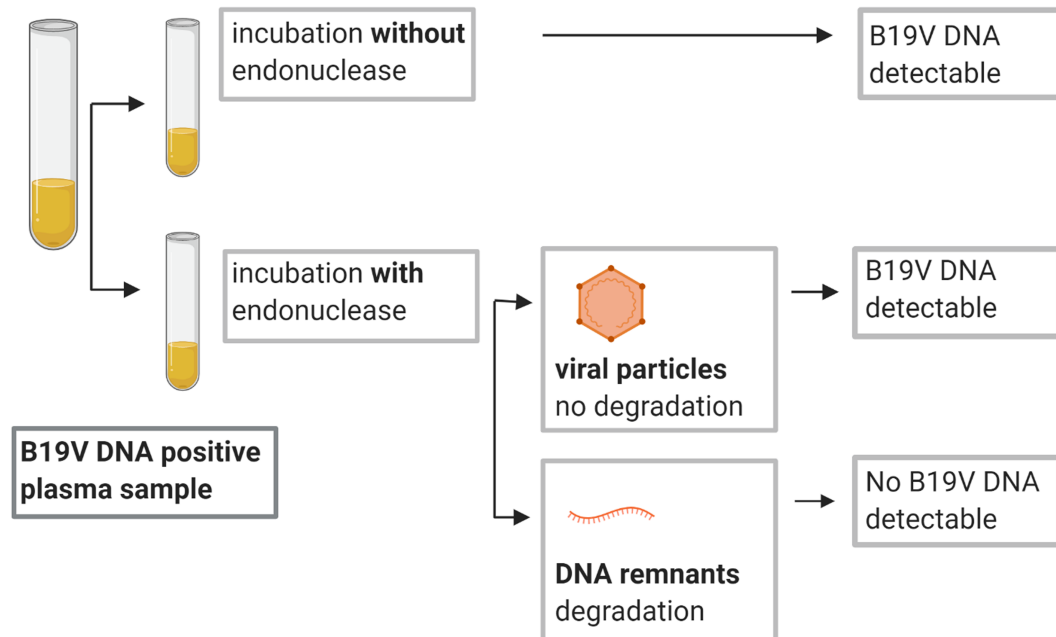 incubation without
endonuclease
B19V DNA
detectable
incubation with
endonuclease
viral particles
no degradation
B19V DNA
detectable
B19V DNA positive
plasma sample
DNA remnants
degradation
No B19V DNA
detectable